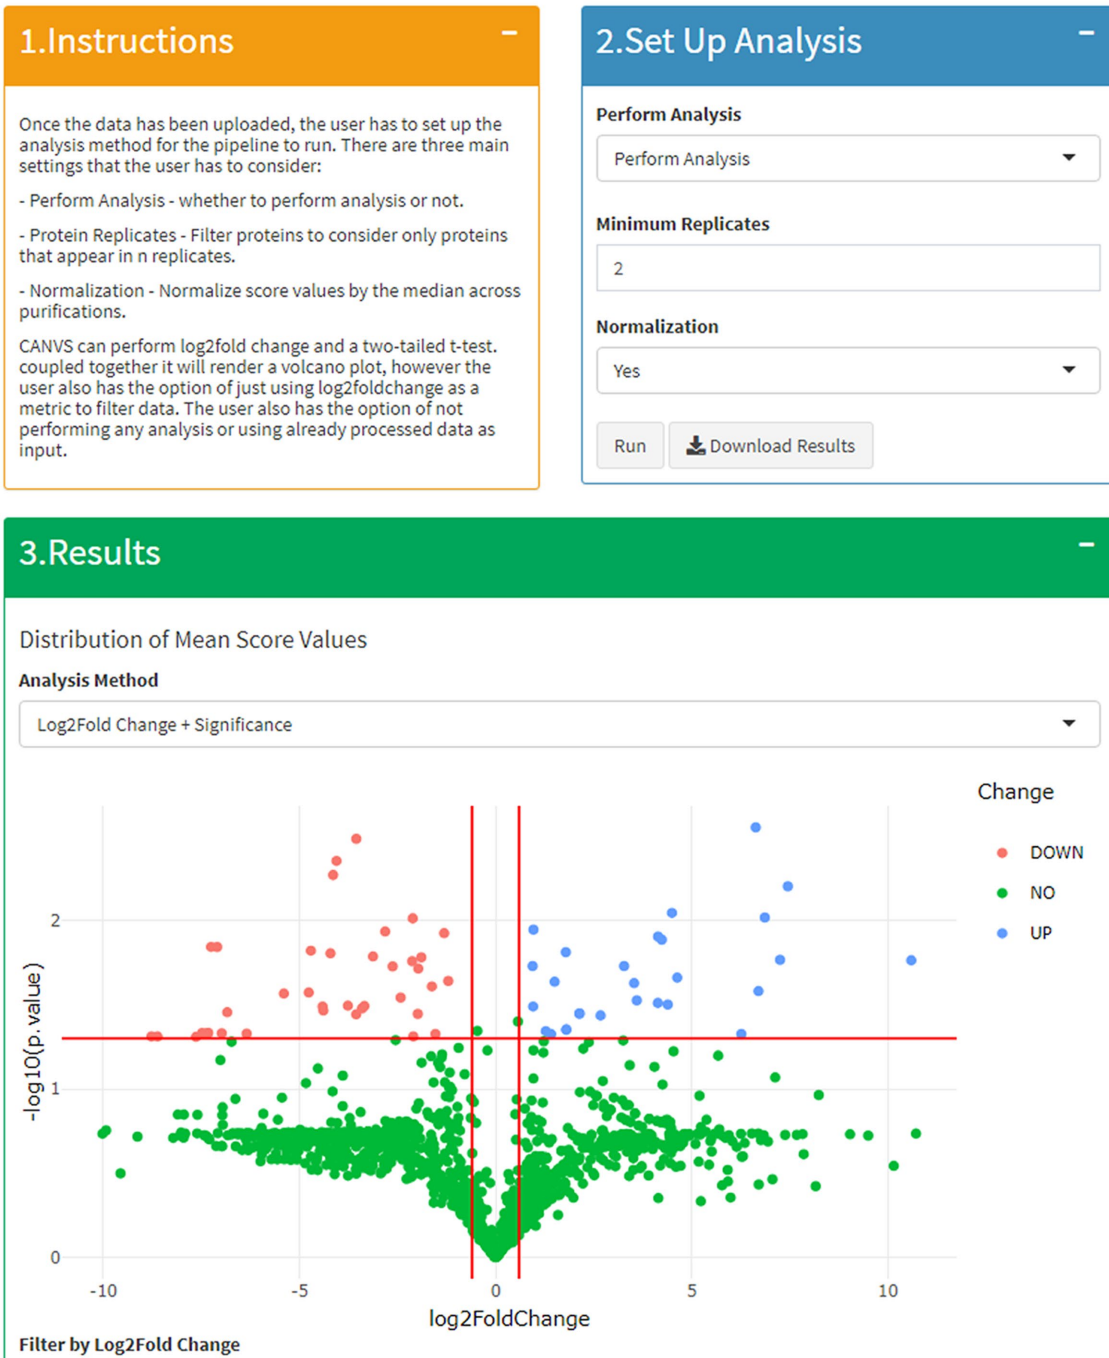 1.Instructions
Once the data has been uploaded, the user has to set up the
analysis method for the pipeline to run. There are three main
settings that the user has to consider:
- Perform Analysis - whether to perform analysis or not.
- Protein Replicates - Filter proteins to consider only proteins
that appear in n replicates.
- Normalization - Normalize score values by the median across
purifications.
CANVS can perform log2fold change and a two-tailed t-test.
coupled together it will render a volcano plot, however the
user also has the option of just using log2foldchange as a
metric to filter data. The user also has the option of not
performing any analysis or using already processed data as
input.
2.Set Up Analysis
Perform Analysis
Perform Analysis
Minimum Replicates
2
Normalization
Yes
Run
Download Results
3.Results
Distribution of Mean Score Values
Analysis Method
Log2Fold Change + Significance
Change
DOWN
NO
UP
-log10(p.value)
2
1
0
-10
-5
0
5
10
log2FoldChange
Filter by Log2Fold Change